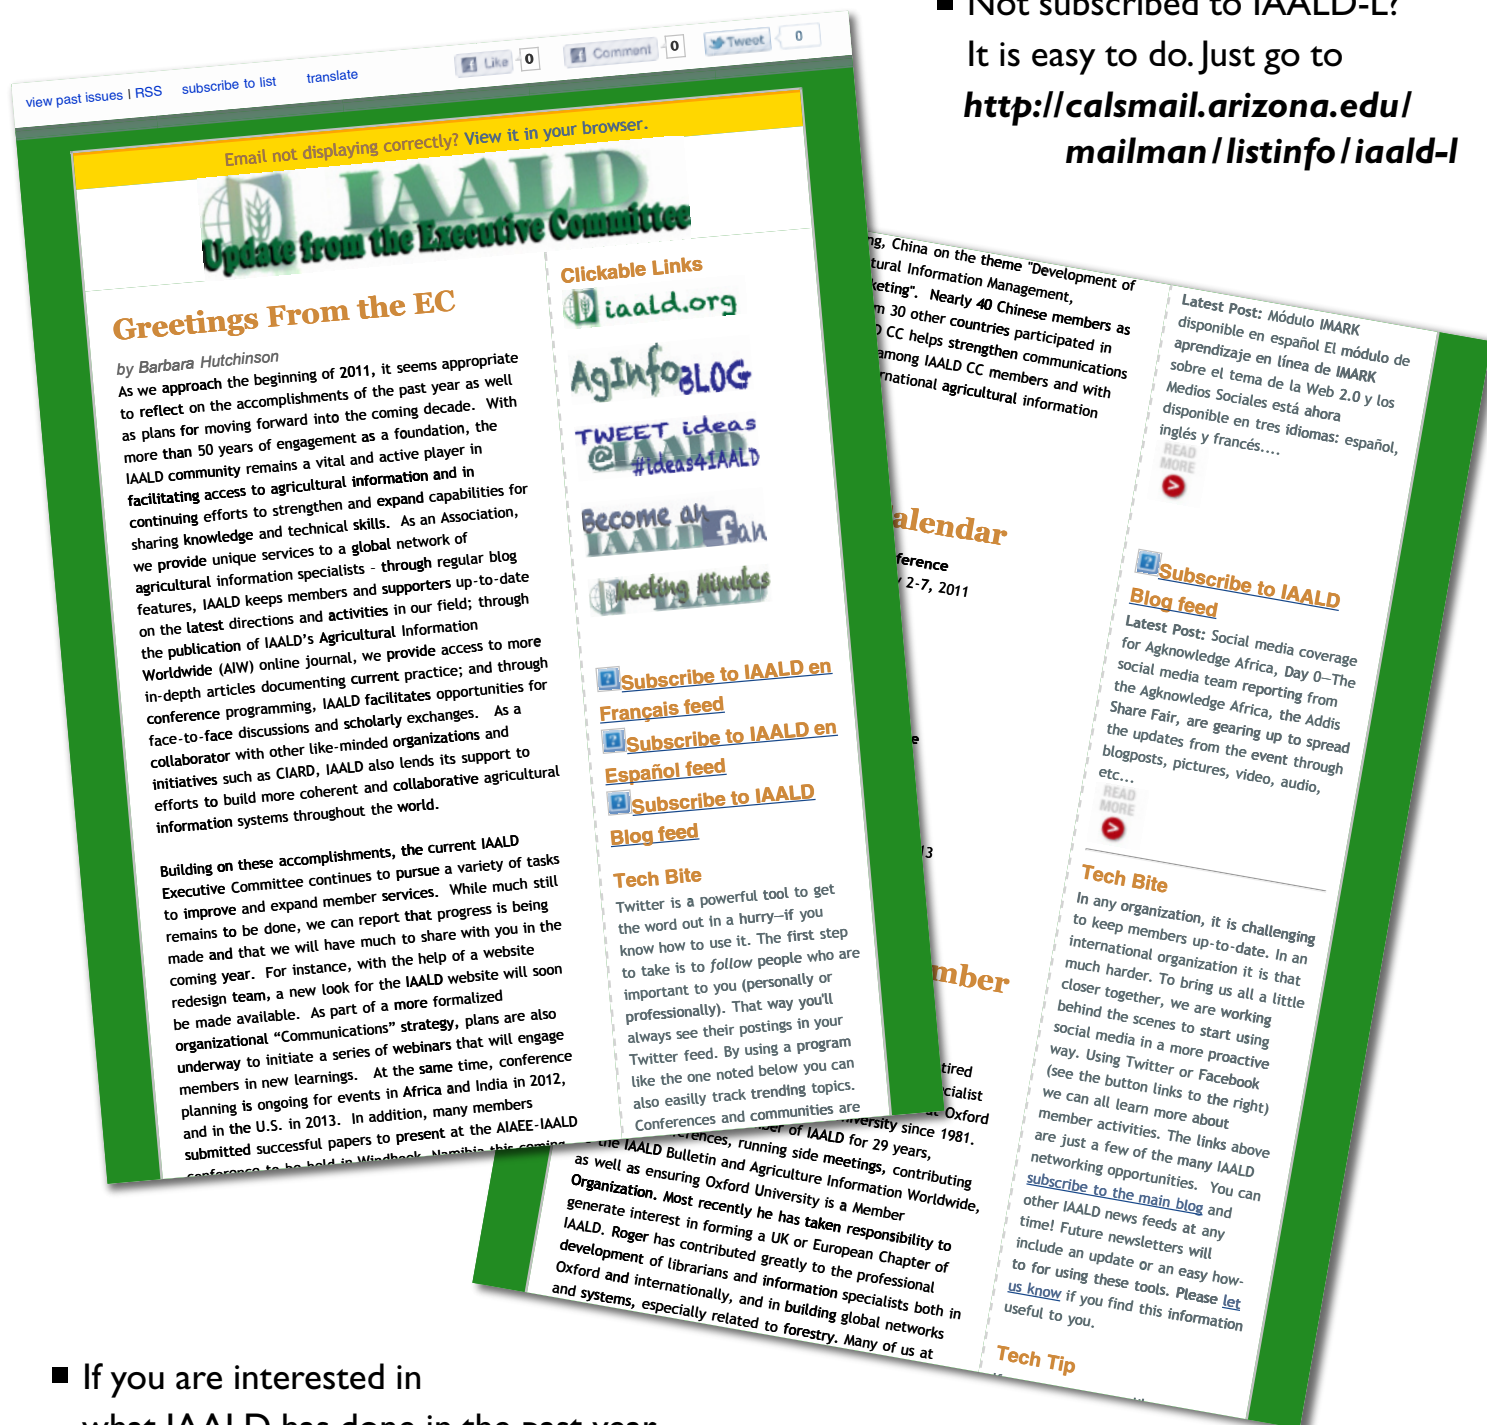 Not subscribed to IAALD-L?
It is easy to do. Just go to
http://calsmail.arizona.edu/
mailman/listinfo/iaald-l
view past issues | RSS subscribe to list translate
Like 0 Comment 0 Tweet 0
Email not displaying correctly? View it in your browser.
IAALD
Update from the Executive Committee
Greetings From the EC
by Barbara Hutchinson
As we approach the beginning of 2011, it seems appropriate
to reflect on the accomplishments of the past year as well
as plans for moving forward into the coming decade. With
more than 50 years of engagement as a foundation, the
IAALD community remains a vital and active player in
facilitating access to agricultural information and in
continuing efforts to strengthen and expand capabilities for
sharing knowledge and technical skills. As an Association,
we provide unique services to a global network of
agricultural information specialists - through regular blog
features, IAALD keeps members and supporters up-to-date
on the latest directions and activities in our field; through
the publication of IAALD's Agricultural Information
Worldwide (AIW) online journal, we provide access to more
in-depth articles documenting current practice; and through
conference programming, IAALD facilitates opportunities for
face-to-face discussions and scholarly exchanges. As a
collaborator with other like-minded organizations and
initiatives such as CIARD, IAALD also lends its support to
efforts to build more coherent and collaborative agricultural
information systems throughout the world.
Building on these accomplishments, the current IAALD
Executive Committee continues to pursue a variety of tasks
to improve and expand member services. While much still
remains to be done, we can report that progress is being
made and that we will have much to share with you in the
coming year. For instance, with the help of a website
redesign team, a new look for the IAALD website will soon
be made available. As part of a more formalized
organizational “Communications” strategy, plans are also
underway to initiate a series of webinars that will engage
members in new learnings. At the same time, conference
planning is ongoing for events in Africa and India in 2012,
and in the U.S. in 2013. In addition, many members
submitted successful papers to present at the AIAEE-IAALD
conference to be held in Windhoek, Namibia this coming
Clickable Links
iaald.org
AgInfo BLOG
TWEET ideas
@IAALD
#ideas4IAALD
Become an
IAALD fan
Meeting Minutes
Subscribe to IAALD en
Français feed
Subscribe to IAALD en
Español feed
Subscribe to IAALD
Blog feed
Tech Bite
Twitter is a powerful tool to get
the word out in a hurry—if you
know how to use it. The first step
to take is to follow people who are
important to you (personally or
professionally). That way you'll
always see their postings in your
Twitter feed. By using a program
like the one noted below you can
also easilly track trending topics.
Conferences and communities are
ng, China on the theme "Development of
tural Information Management,
keting". Nearly 40 Chinese members as
m 30 other countries participated in
CC helps strengthen communications
among IAALD CC members and with
rnational agricultural information
alendar
ference
2-7, 2011
e
13
mber
tired
cialist
at Oxford
versity since 1981.
ber of IAALD for 29 years,
ences, running side meetings, contributing
the IAALD Bulletin and Agriculture Information Worldwide,
as well as ensuring Oxford University is a Member
Organization. Most recently he has taken responsibility to
generate interest in forming a UK or European Chapter of
IAALD. Roger has contributed greatly to the professional
development of librarians and information specialists both in
Oxford and internationally, and in building global networks
and systems, especially related to forestry. Many of us at
Latest Post: Módulo IMARK
disponible en español El módulo de
aprendizaje en línea de IMARK
sobre el tema de la Web 2.0 y los
Medios Sociales está ahora
disponible en tres idiomas: español,
inglés y francés....
READ
MORE
Subscribe to IAALD
Blog feed
Latest Post: Social media coverage
for Agknowledge Africa, Day 0—The
social media team reporting from
the Agknowledge Africa, the Addis
Share Fair, are gearing up to spread
the updates from the event through
blogposts, pictures, video, audio,
etc...
READ
MORE
Tech Bite
In any organization, it is challenging
to keep members up-to-date. In an
international organization it is that
much harder. To bring us all a little
closer together, we are working
behind the scenes to start using
social media in a more proactive
way. Using Twitter or Facebook
(see the button links to the right)
we can all learn more about
member activities. The links above
are just a few of the many IAALD
networking opportunities. You can
subscribe to the main blog and
other IAALD news feeds at any
time! Future newsletters will
include an update or an easy how-
to for using these tools. Please let
us know if you find this information
useful to you.
Tech Tip
If you are interested in
what IAALD has done in the past year